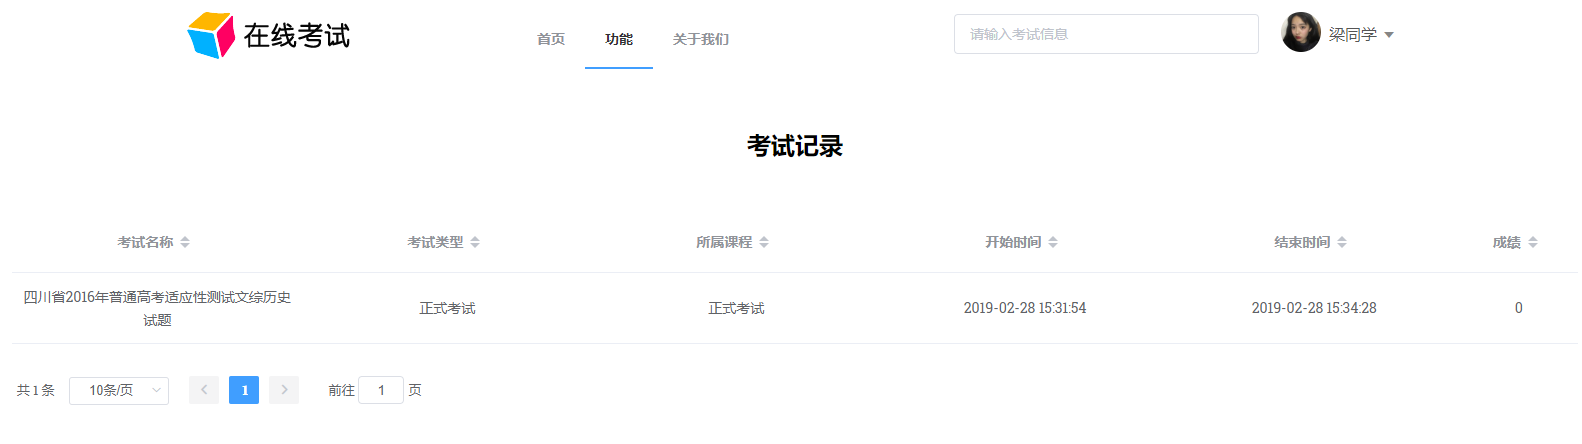 在线考试
首页
功能
关于我们
请输入考试信息
梁同学
考试记录
考试名称
考试类型
所属课程
开始时间
结束时间
成绩
四川省2016年普通高考适应性测试文综历史
试题
正式考试
正式考试
2019-02-28 15:31:54
2019-02-28 15:34:28
0
共 1 条
10条/页
1
前往 1 页